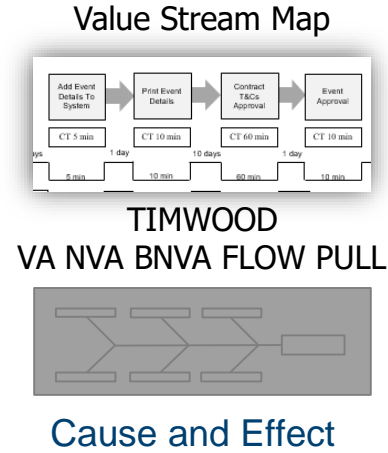 Value Stream Map
Add Event
Details To
System
Print Event
Details
Contract
T&Cs
Approval
Event
Approval
CT 5 min
CT 10 min
CT 60 min
CT 10 min
1 day
10 days
1 day
5 min
10 min
60 min
10 min
TIMWOOD
VA NVA BNVA FLOW PULL
Cause and Effect